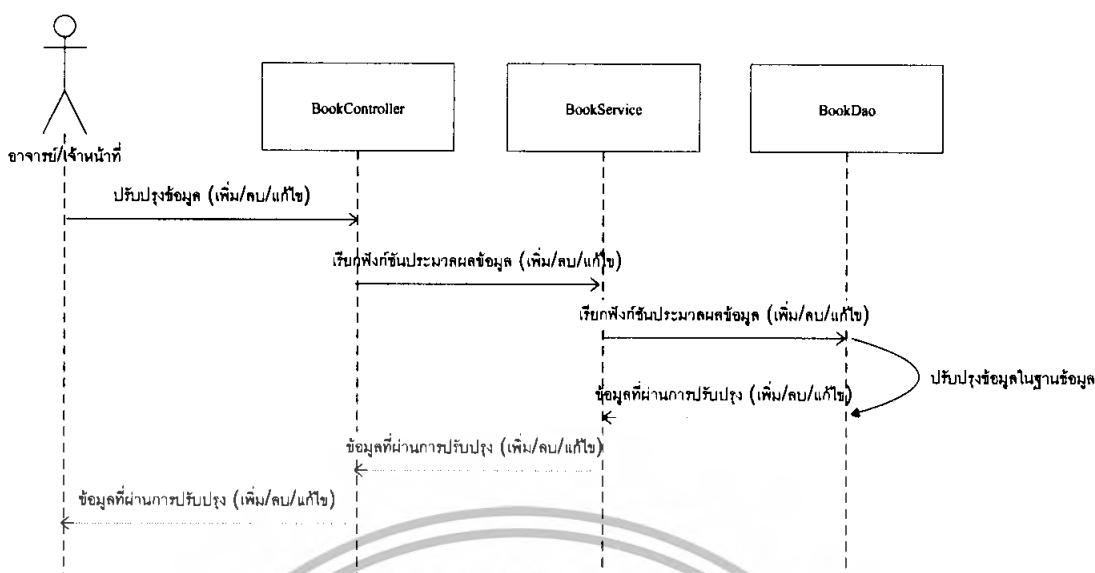 BookController
BookService
BookDao
อาจารย์/เจ้าหน้าที่
ปรับปรุงข้อมูล (เพิ่ม/ลบ/แก้ไข)
เรียกฟังก์ชันประมวลผลข้อมูล (เพิ่ม/ลบ/แก้ไข)
เรียกฟังก์ชันประมวลผลข้อมูล (เพิ่ม/ลบ/แก้ไข)
ปรับปรุงข้อมูลในฐานข้อมูล
ข้อมูลที่ผ่านการปรับปรุง (เพิ่ม/ลบ/แก้ไข)
ข้อมูลที่ผ่านการปรับปรุง (เพิ่ม/ลบ/แก้ไข)
ข้อมูลที่ผ่านการปรับปรุง (เพิ่ม/ลบ/แก้ไข)